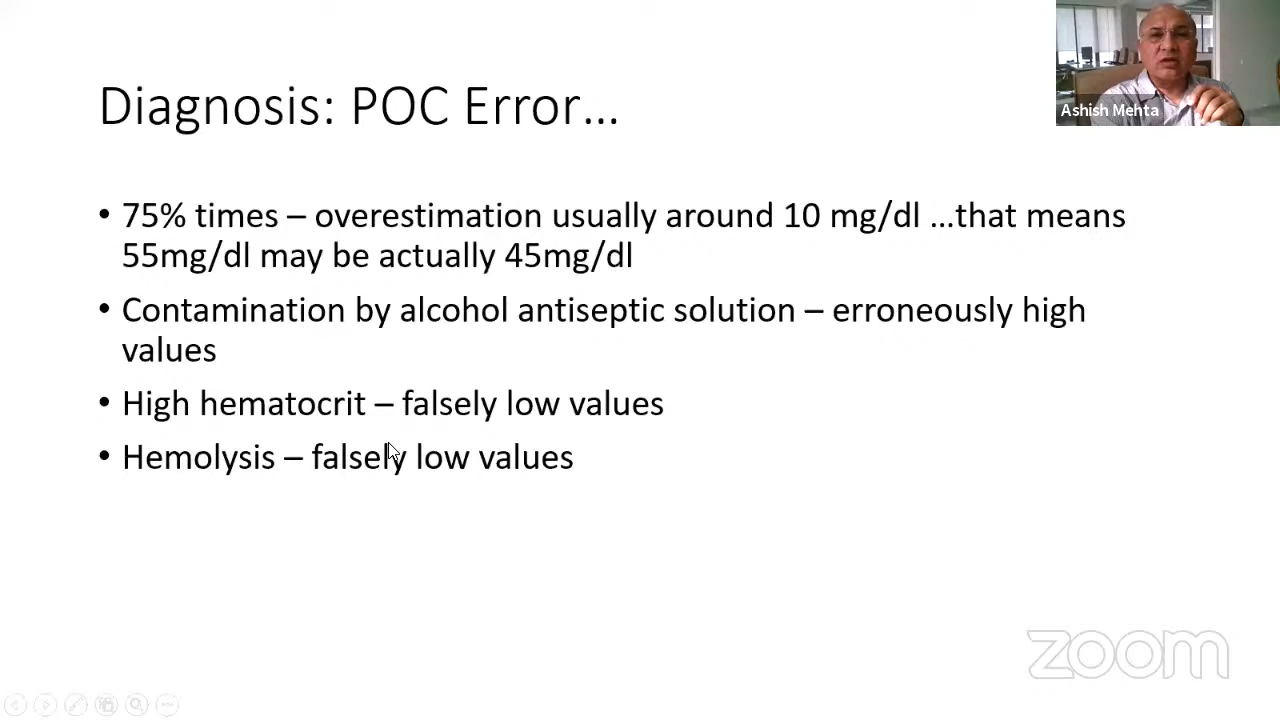 Ashish Mehta
Diagnosis: POC Error...
• 75% times – overestimation usually around 10 mg/dl ...that means
55mg/dl may be actually 45mg/dl
• Contamination by alcohol antiseptic solution – erroneously high
values
• High hematocrit – falsely low values
• Hemolysis – falsely low values
zoom